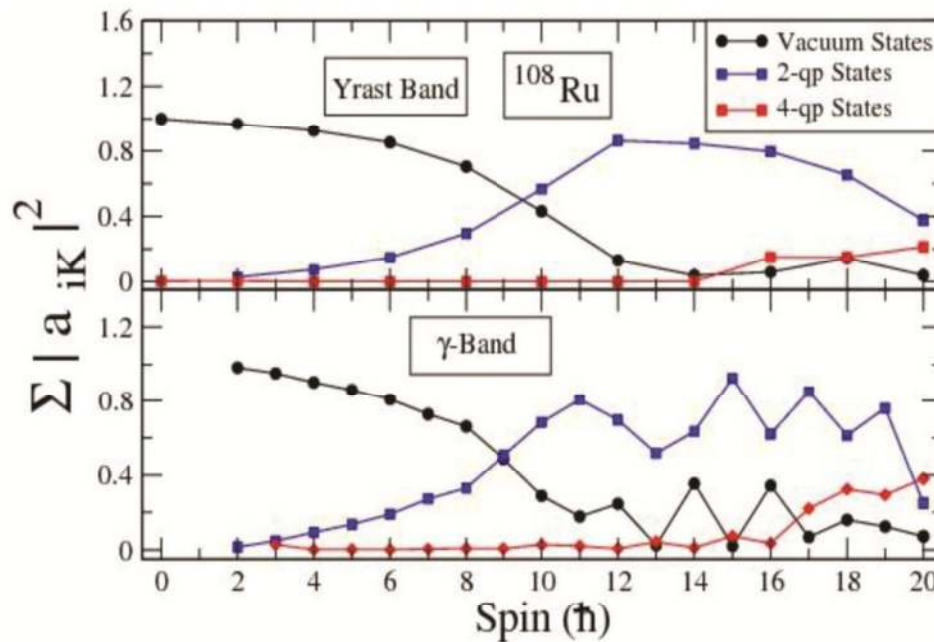 1.6
1.2
0.8
0.4
0
Yrast Band
108Ru
Vacuum States
2-qp States
4-qp States
Σ | a iK | 2
1.2
0.8
0.4
0
γ-Band
0 2 4 6 8 10 12 14 16 18 20
Spin (ħ)